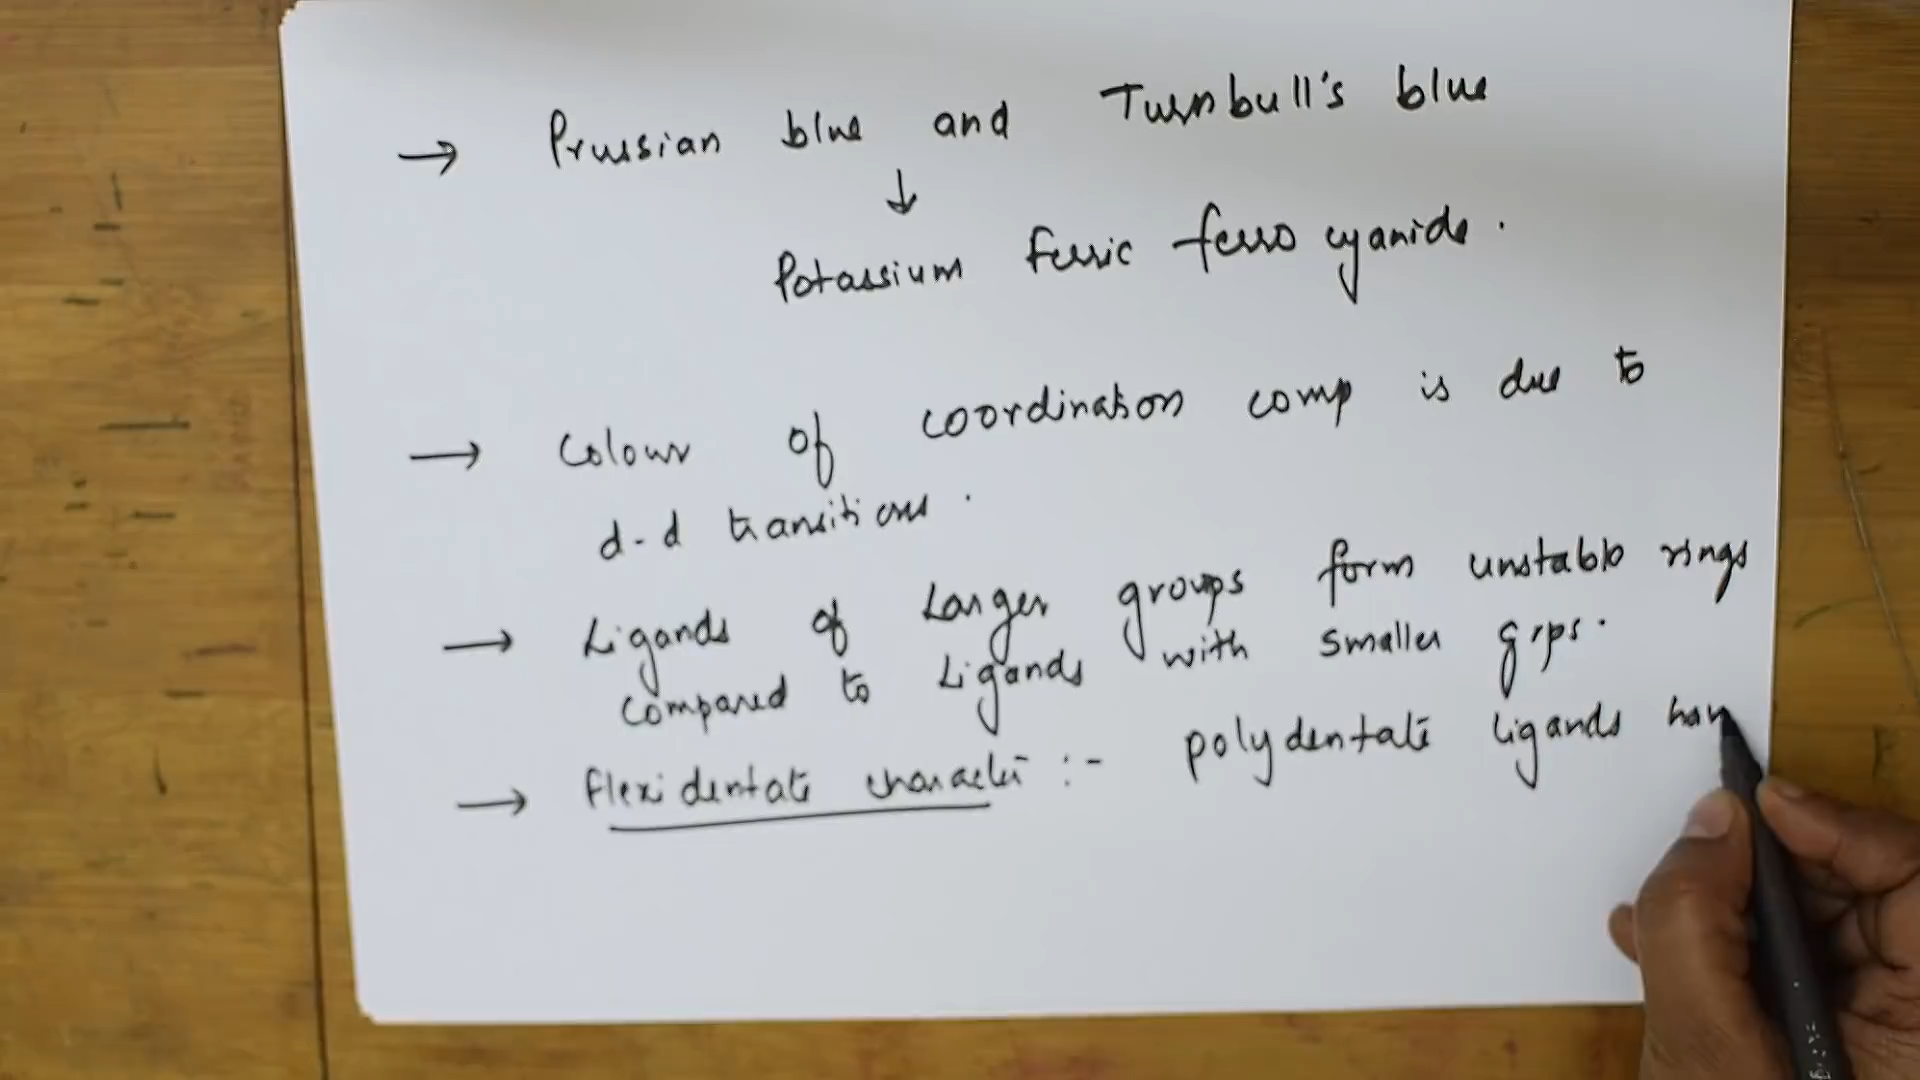 → Prussian blue and Turnbull's blue
↓
Potassium Ferric ferro cyanide.
→ Colour of coordination comp is due to
d-d transitions.
→ Ligands of Larger groups form unstable rings
compared to Ligands with smaller grps.
→ Flexidentate character :- polydentate ligands hav